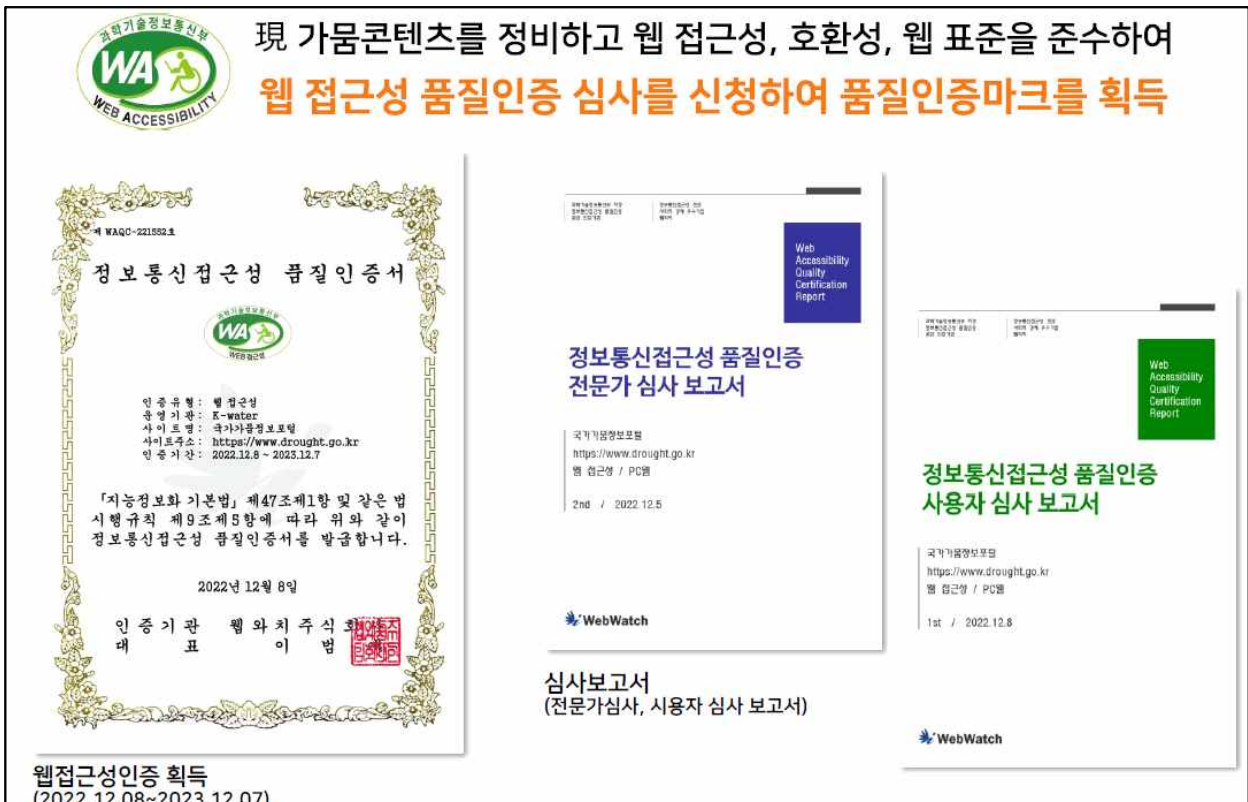 과학기술정보통신부
WA
WEB ACCESSIBILITY
現 가뭄콘텐츠를 정비하고 웹 접근성, 호환성, 웹 표준을 준수하여
웹 접근성 품질인증 심사를 신청하여 품질인증마크를 획득
제 WAQC-221552호
정보통신접근성 품질인증서
과학기술정보통신부
WA
WEB 접근성
인증유형: 웹 접근성
운영기관: K-water
사이트명: 국가가뭄정보포털
사이트주소: https://www.drought.go.kr
인증기간: 2022.12.8 ~ 2023.12.7
「지능정보화 기본법」 제47조제1항 및 같은 법
시행규칙 제9조제5항에 따라 위와 같이
정보통신접근성 품질인증서를 발급합니다.
2022년 12월 8일
인증기관 웹와치주식회
대표 이범
웹접근성인증 획득
(2022.12.08~2023.12.07)
Web
Accessibility
Quality
Certification
Report
정보통신접근성 품질인증
전문가 심사 보고서
국가가뭄정보포털
https://www.drought.go.kr
웹 접근성 / PC웹
2nd / 2022.12.5
WebWatch
심사보고서
(전문가심사, 시용자 심사 보고서)
Web
Accessibility
Quality
Certification
Report
정보통신접근성 품질인증
사용자 심사 보고서
국가가뭄정보포털
https://www.drought.go.kr
웹 접근성 / PC웹
1st / 2022.12.8
WebWatch